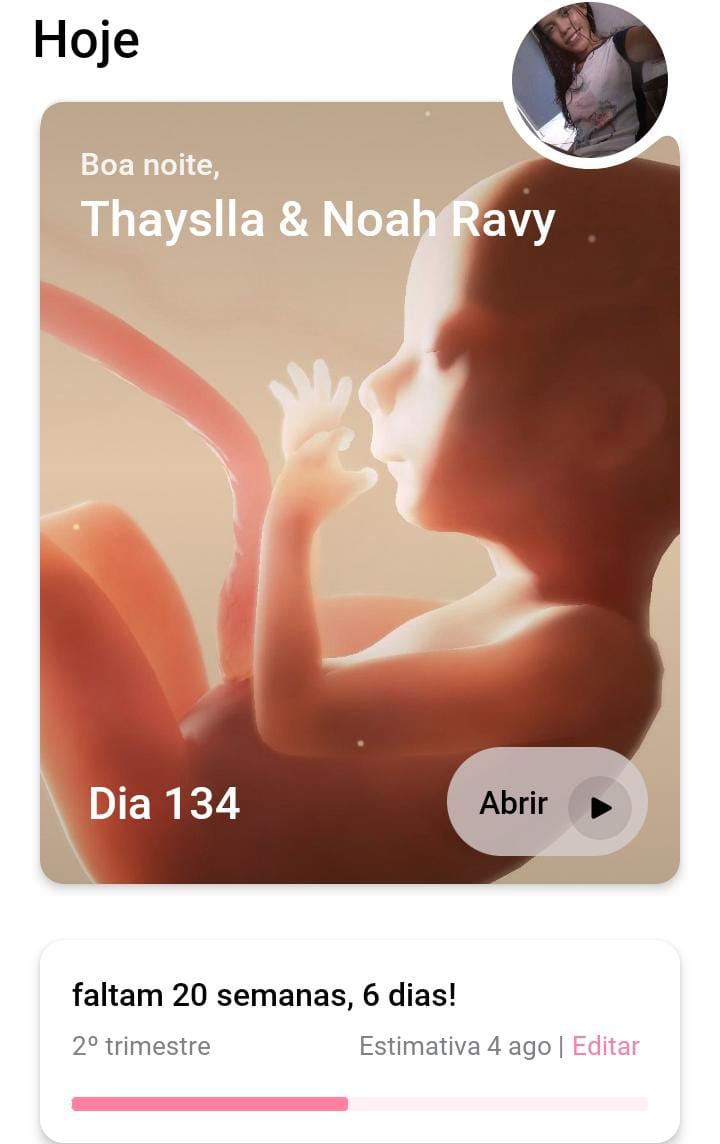 Hoje
Boa noite,
Thayslla & Noah Ravy
Dia 134
Abrir
faltam 20 semanas, 6 dias!
2º trimestre
Estimativa 4 ago | Editar